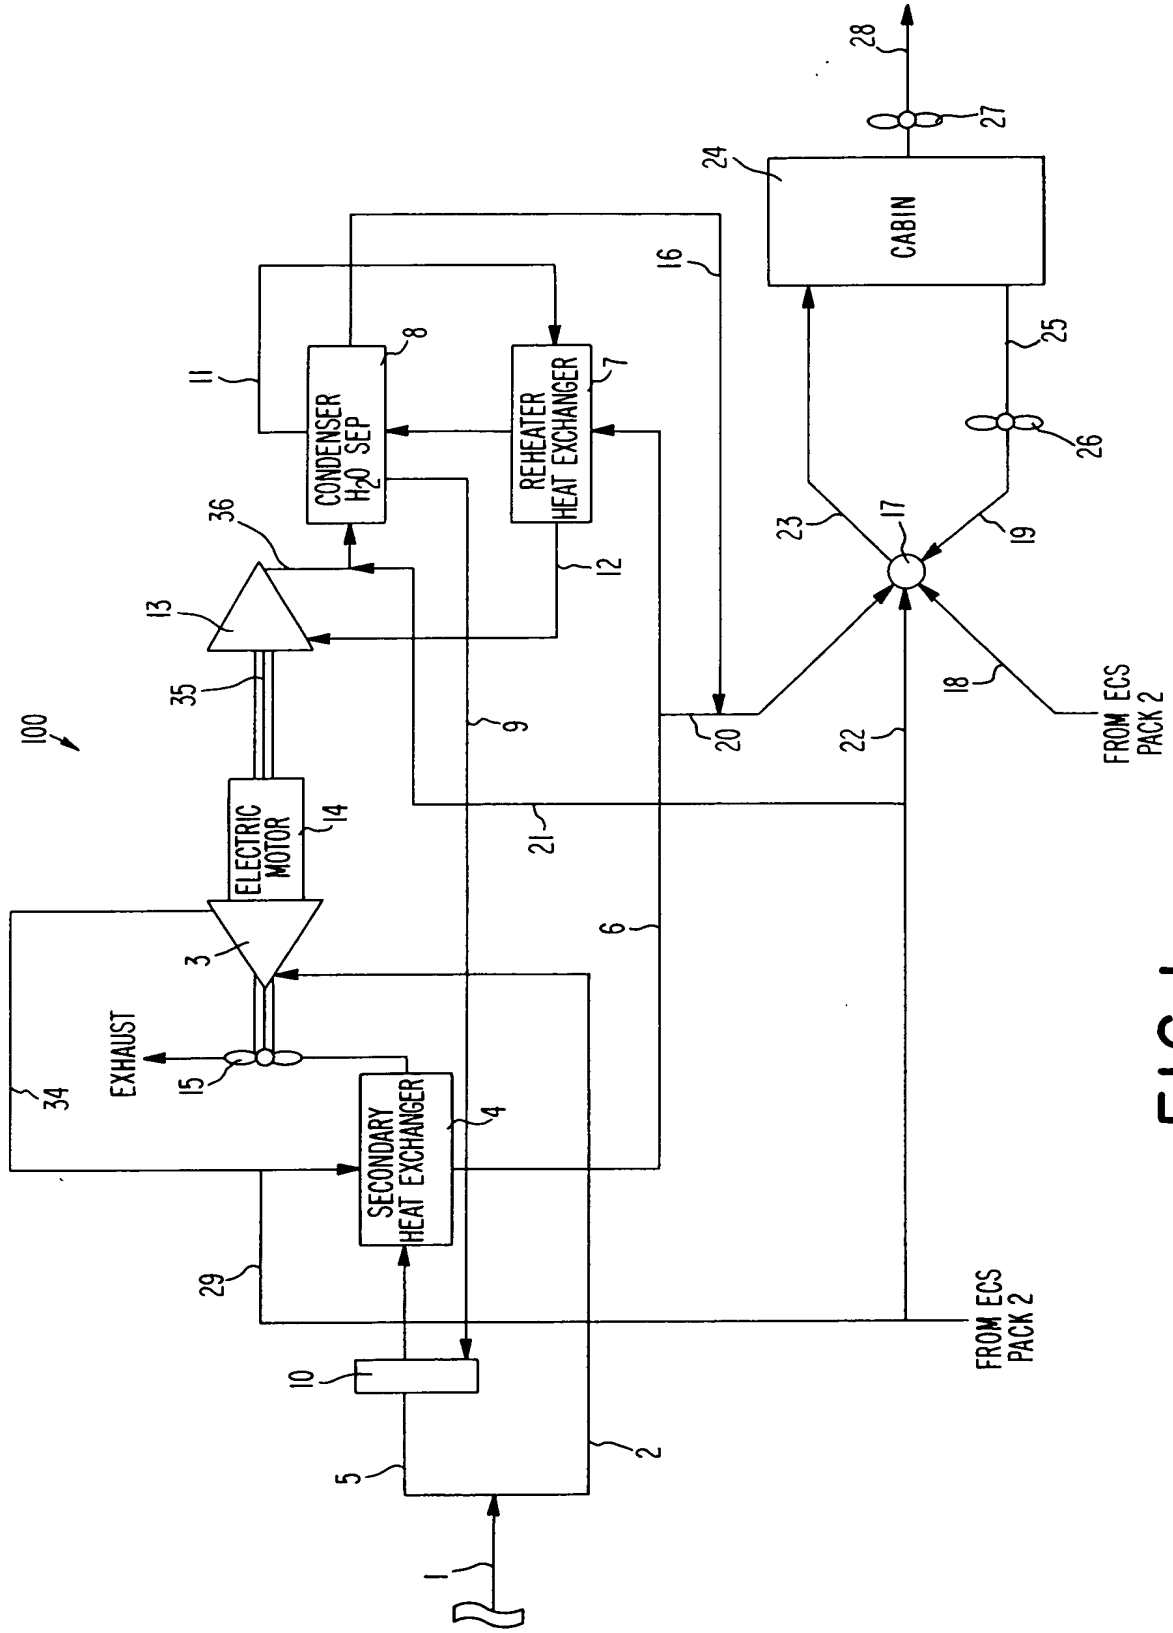 100
34
EXHAUST
15
3
ELECTRIC
MOTOR
14
35
13
36
11
CONDENSER
H2O SEP
8
REHEATER
HEAT EXCHANGER
7
12
16
9
21
6
20
SECONDARY
HEAT EXCHANGER
4
29
10
5
1
2
22
18
FROM ECS
PACK 2
FROM ECS
PACK 2
17
23
19
26
25
24
CABIN
27
28